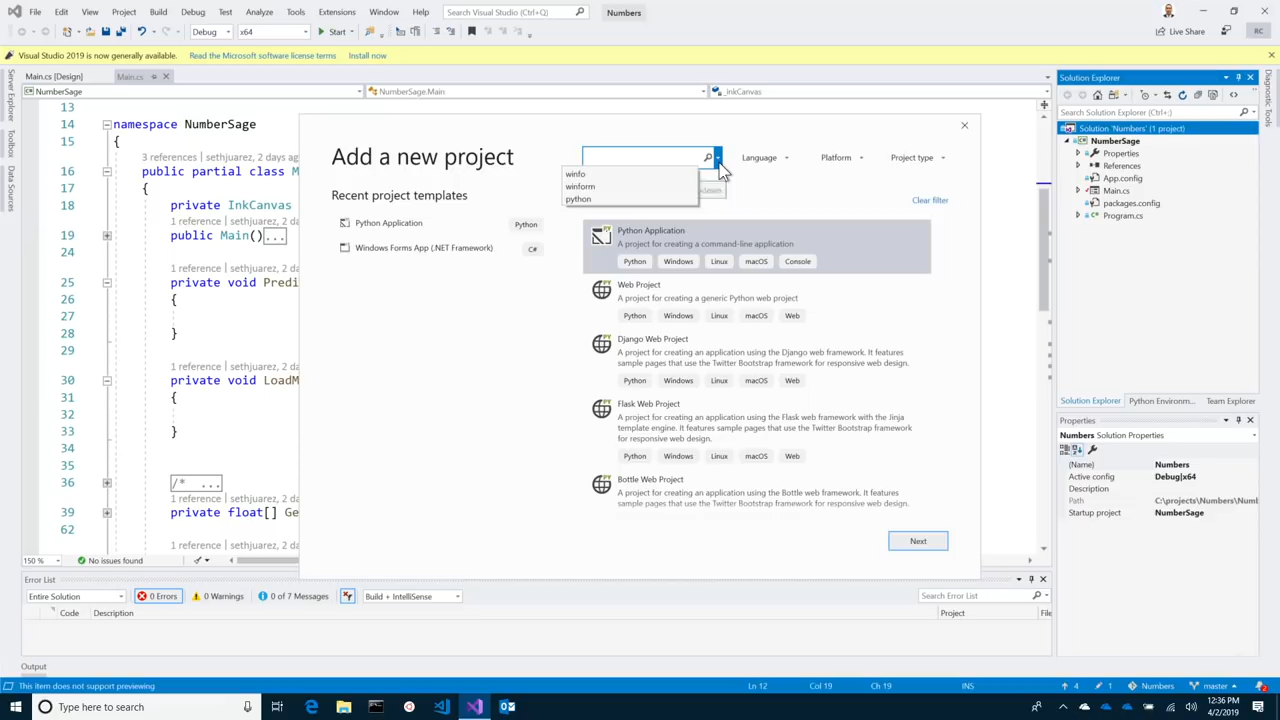 File Edit View Project Build Debug Test Analyze Tools Extensions Window Help Search Visual Studio (Ctrl+Q) Numbers
Debug x64 Start Live Share RC
Visual Studio 2019 is now generally available. Read the Microsoft software license terms Install now
Main.cs [Design] Main.cs
NumberSage NumberSage.Main _inkCanvas
Server Explorer
Toolbox
Data Sources
13
14 namespace NumberSage
15 {
3 references | sethjuarez, 2 days ag
16 public partial class M
17 {
18 private InkCanvas
1 reference | sethjuarez, 2 da
19 public Main()...
24
1 reference | sethjuarez, 2 da
25 private void Predi
26 {
27
28 }
29
1 reference | sethjuarez, 2 da
30 private void LoadM
31 {
32
33 }
34
35
36 /* ...
1 reference | sethjuarez, 2 da
39 private float[] Ge
62
1 reference | sethjuarez, 2 da
150 % No issues found
Add a new project
Recent project templates
Python Application Python
Windows Forms App (.NET Framework) C#
Language Platform Project type
winfo
winform
python
Clear filter
Python Application
A project for creating a command-line application
Python Windows Linux macOS Console
Web Project
A project for creating a generic Python web project
Python Windows Linux macOS Web
Django Web Project
A project for creating an application using the Django web framework. It features
sample pages that use the Twitter Bootstrap framework for responsive web design.
Python Windows Linux macOS Web
Flask Web Project
A project for creating an application using the Flask web framework with the Jinja
template engine. It features sample pages that use the Twitter Bootstrap framework
for responsive web design.
Python Windows Linux macOS Web
Bottle Web Project
A project for creating an application using the Bottle web framework. It features
sample pages that use the Twitter Bootstrap framework for responsive web design.
Next
Solution Explorer
Search Solution Explorer (Ctrl+;)
Solution 'Numbers' (1 project)
NumberSage
Properties
References
App.config
Main.cs
packages.config
Program.cs
Solution Explorer Python Environm... Team Explorer
Diagnostic Tools
Properties
Numbers Solution Properties
(Name) Numbers
Active config Debug|x64
Description
Path C:\projects\Numbers\Numb
Startup project NumberSage
Error List
Entire Solution 0 Errors 0 Warnings 0 of 7 Messages Build + IntelliSense Search Error List
Code Description Project File
Output
This item does not support previewing Ln 12 Col 19 Ch 19 INS 4 1 Numbers master 2
Type here to search
12:36 PM
4/2/2019